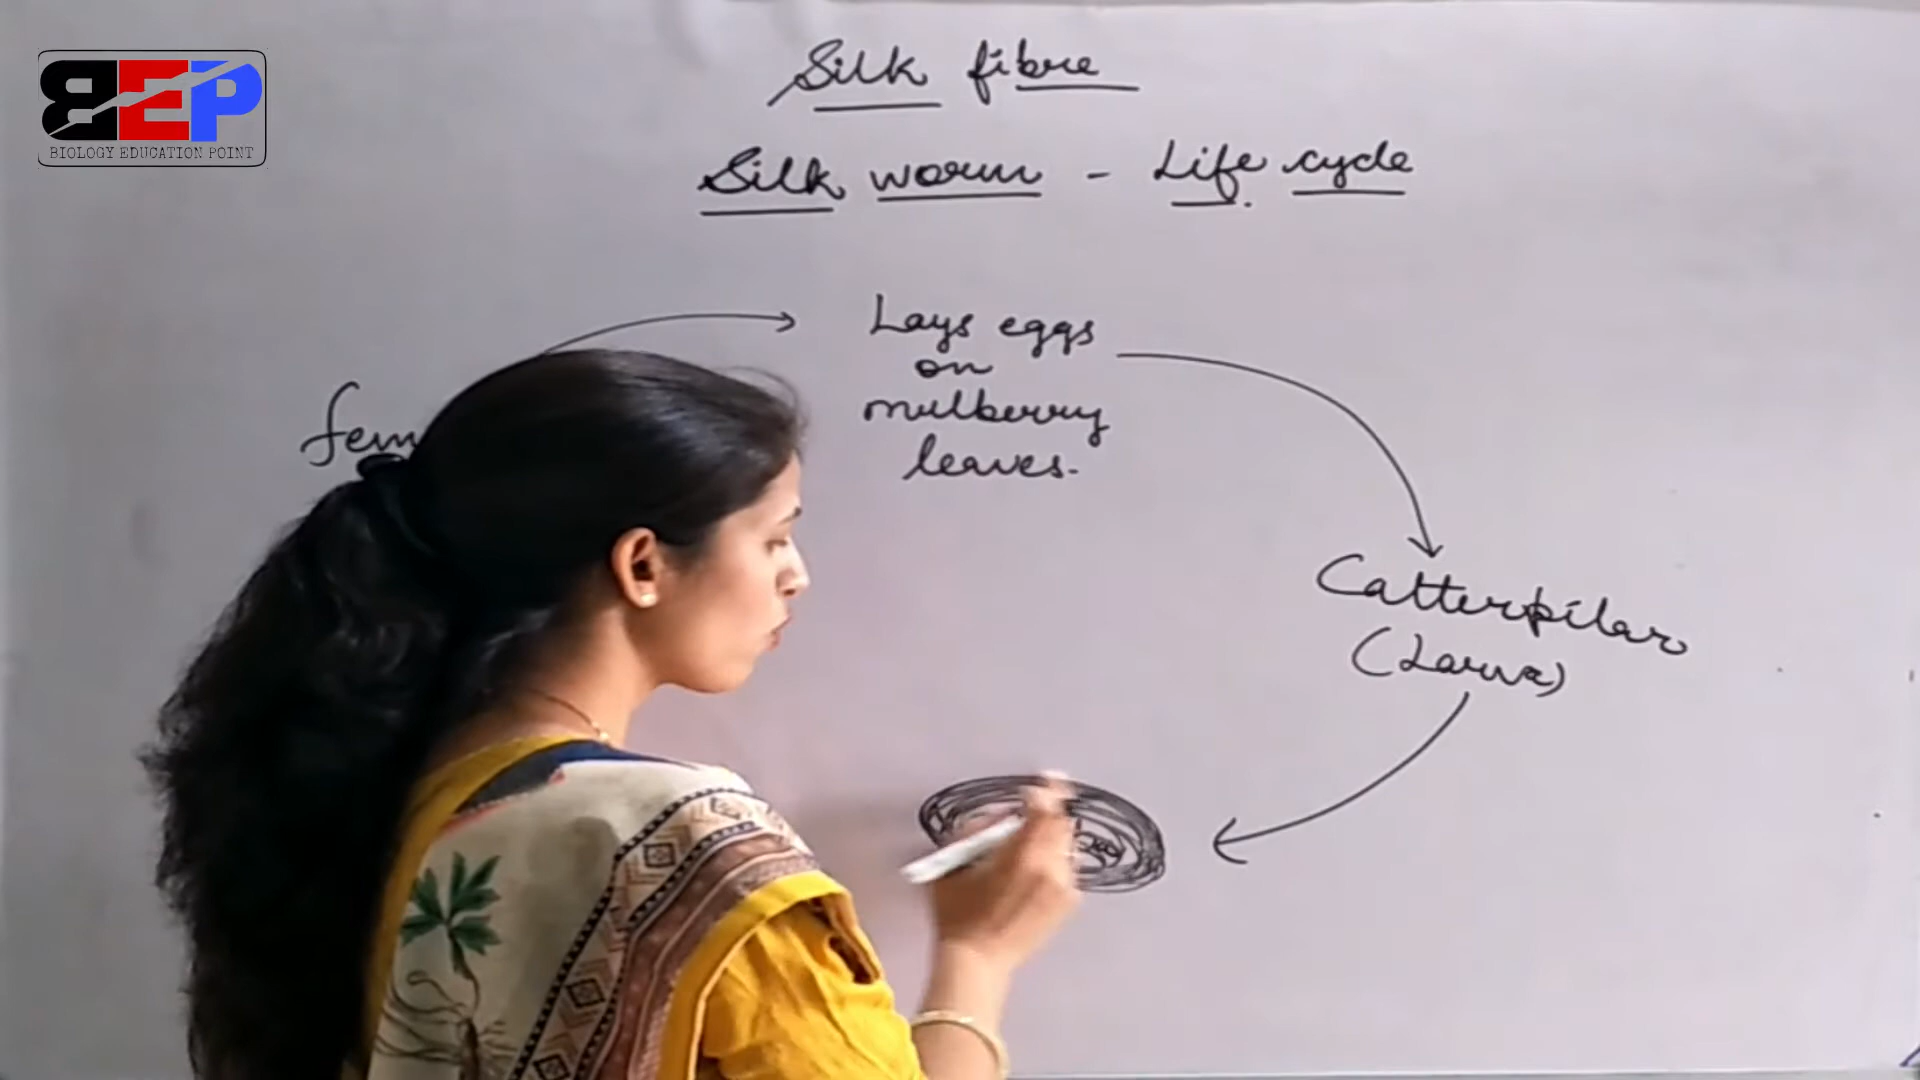 BEP
BIOLOGY EDUCATION POINT
Silk fibre
Silk worm - Life cycle
Lays eggs
on
mulberry
leaves.
Catterpilar
(Larva)